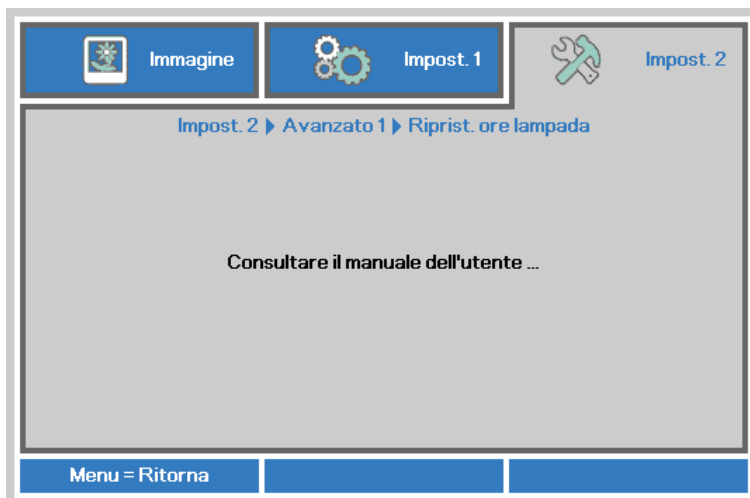 Immagine
Impost. 1
Impost. 2
Impost. 2 ▶ Avanzato 1 ▶ Riprist. ore lampada
Consultare il manuale dell'utente ...
Menu = Ritorna